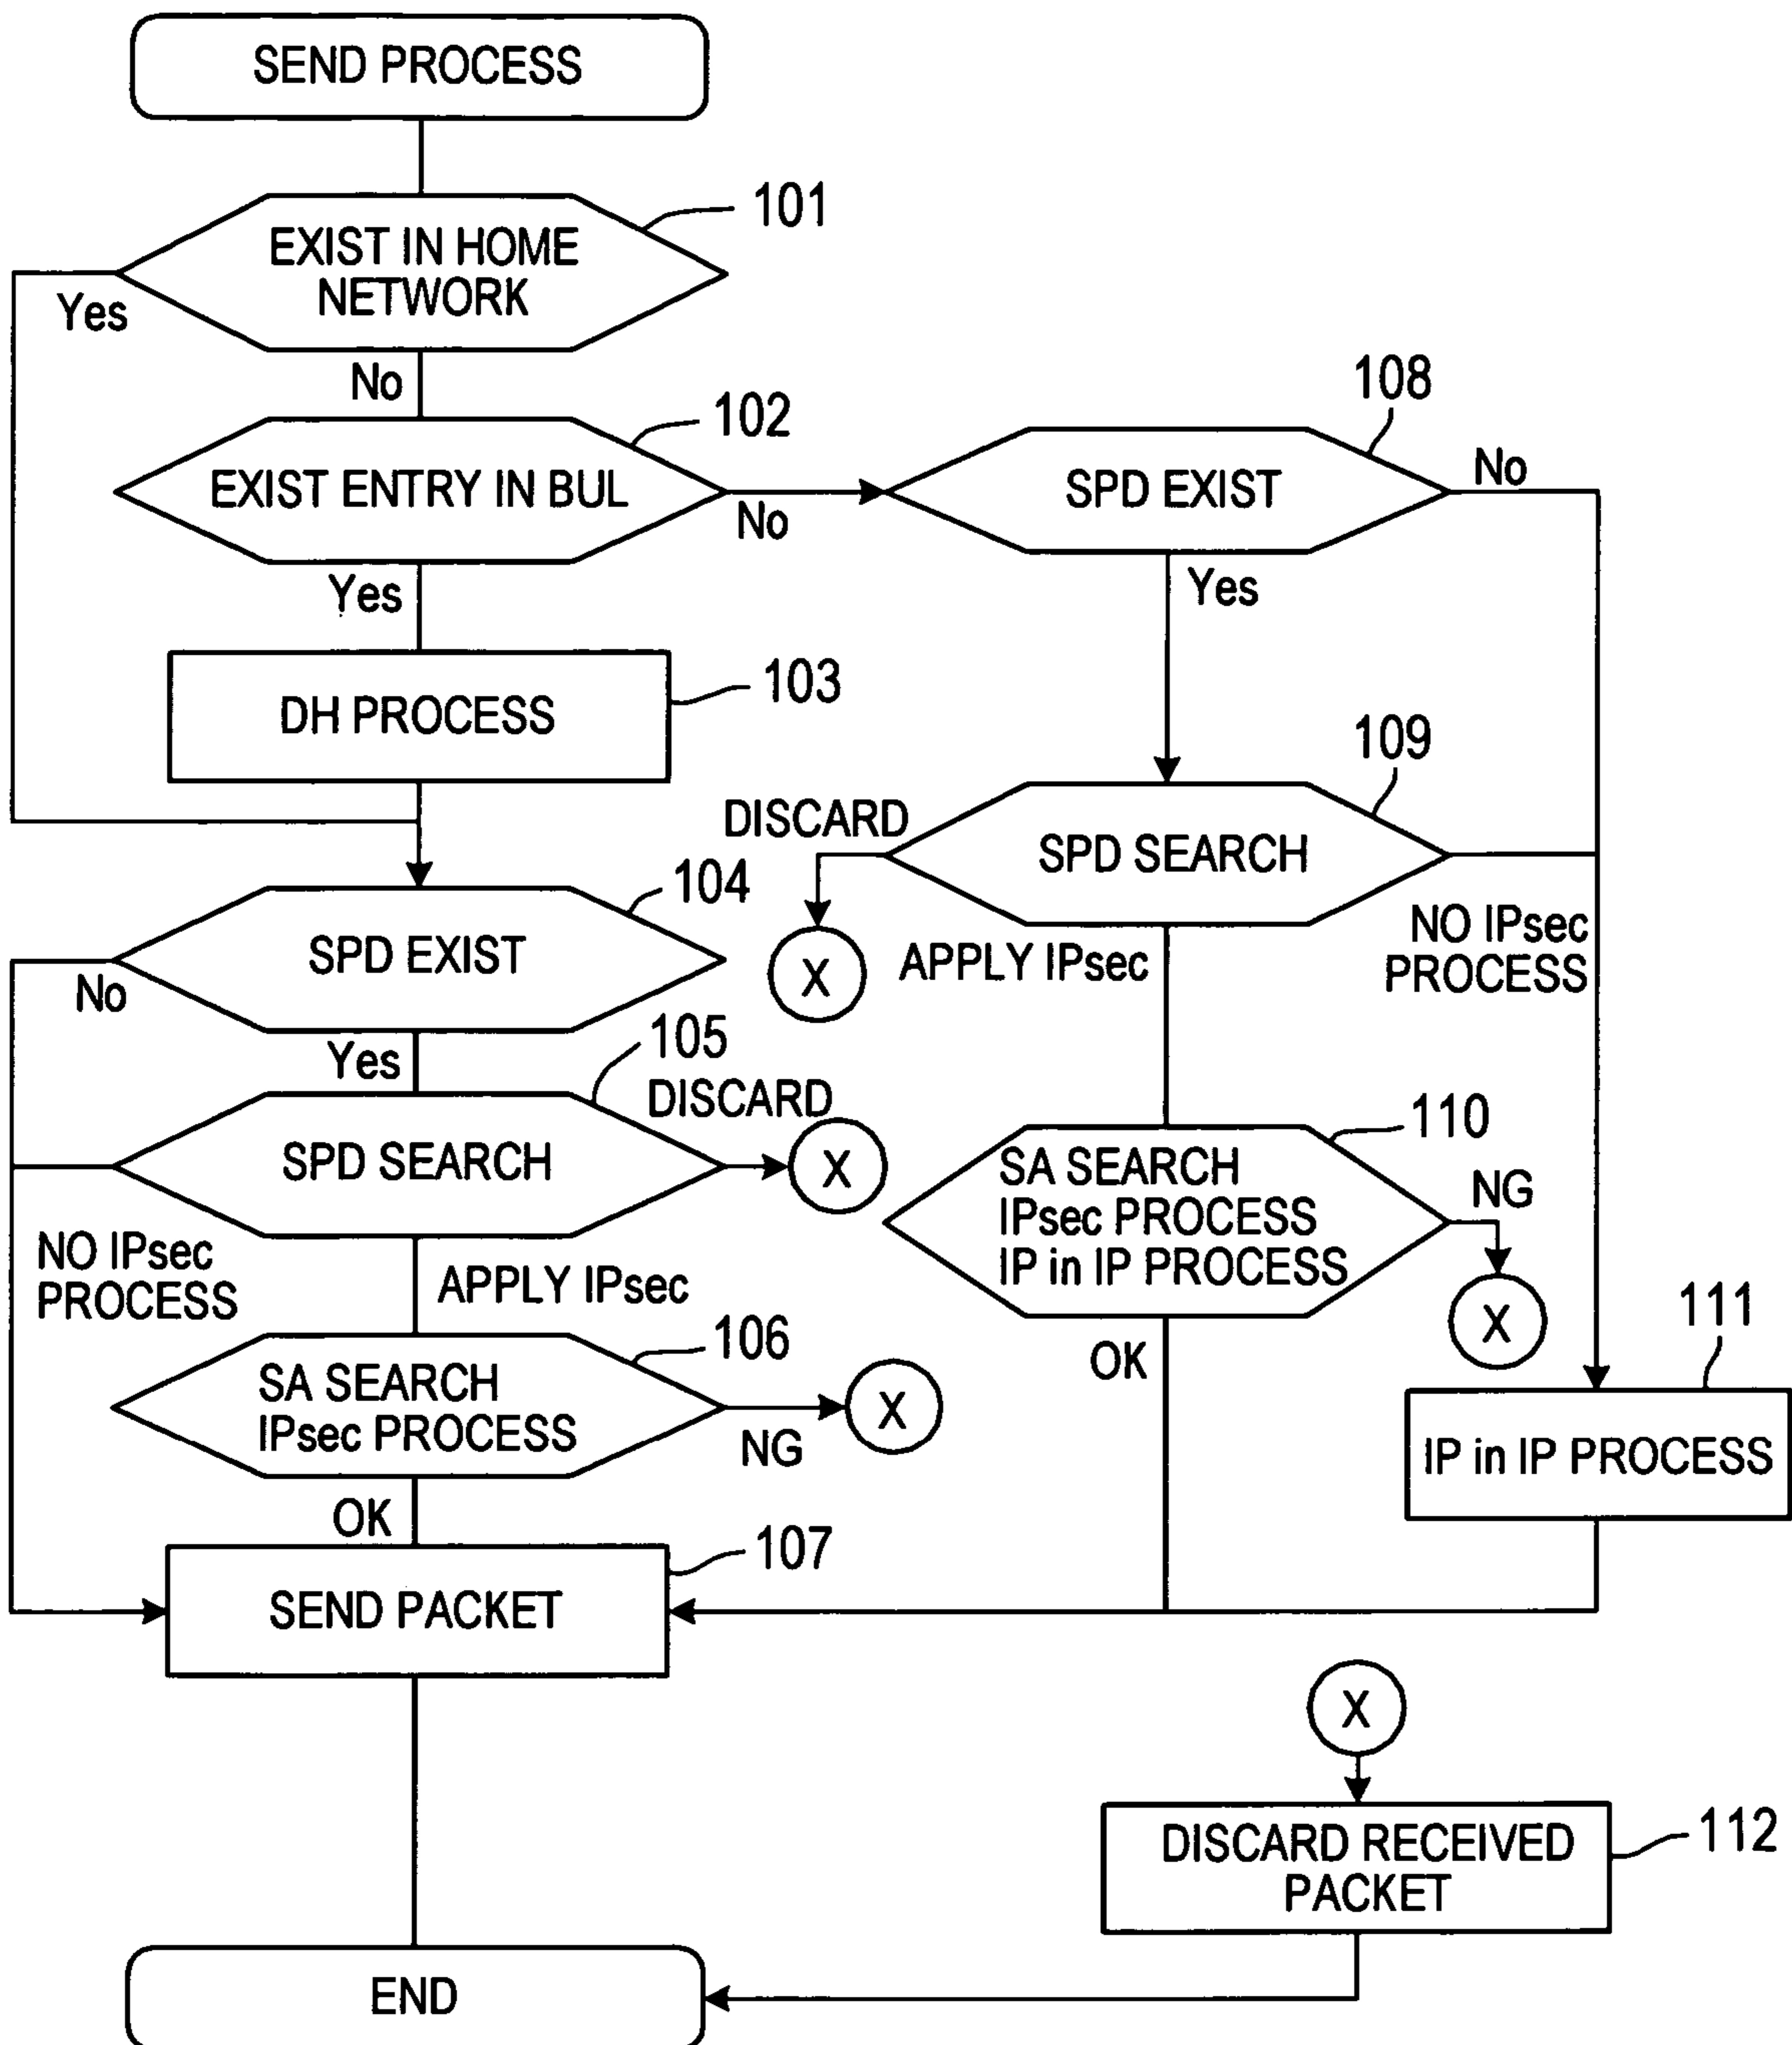 SEND PROCESS
101
EXIST IN HOME
NETWORK
Yes
No
102
EXIST ENTRY IN BUL
No
Yes
108
SPD EXIST
No
Yes
103
DH PROCESS
109
SPD SEARCH
DISCARD
X
APPLY IPsec
NO IPsec
PROCESS
104
SPD EXIST
No
Yes
105
SPD SEARCH
DISCARD
X
NO IPsec
PROCESS
APPLY IPsec
110
SA SEARCH
IPsec PROCESS
IP in IP PROCESS
NG
X
OK
106
SA SEARCH
IPsec PROCESS
NG
X
OK
111
IP in IP PROCESS
107
SEND PACKET
X
112
DISCARD RECEIVED
PACKET
END